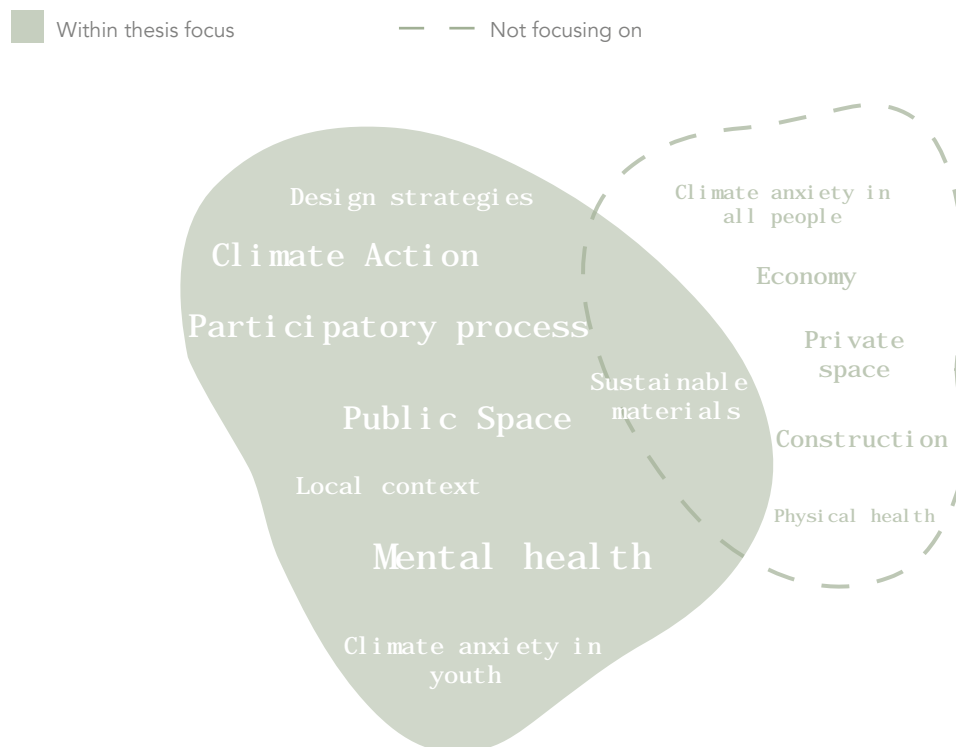 Within thesis focus
Not focusing on
Design strategies
Climate Action
Participatory process
Public Space
Local context
Mental health
Climate anxiety in
youth
Sustainable
materials
Climate anxiety in
all people
Economy
Private
space
Construction
Physical health